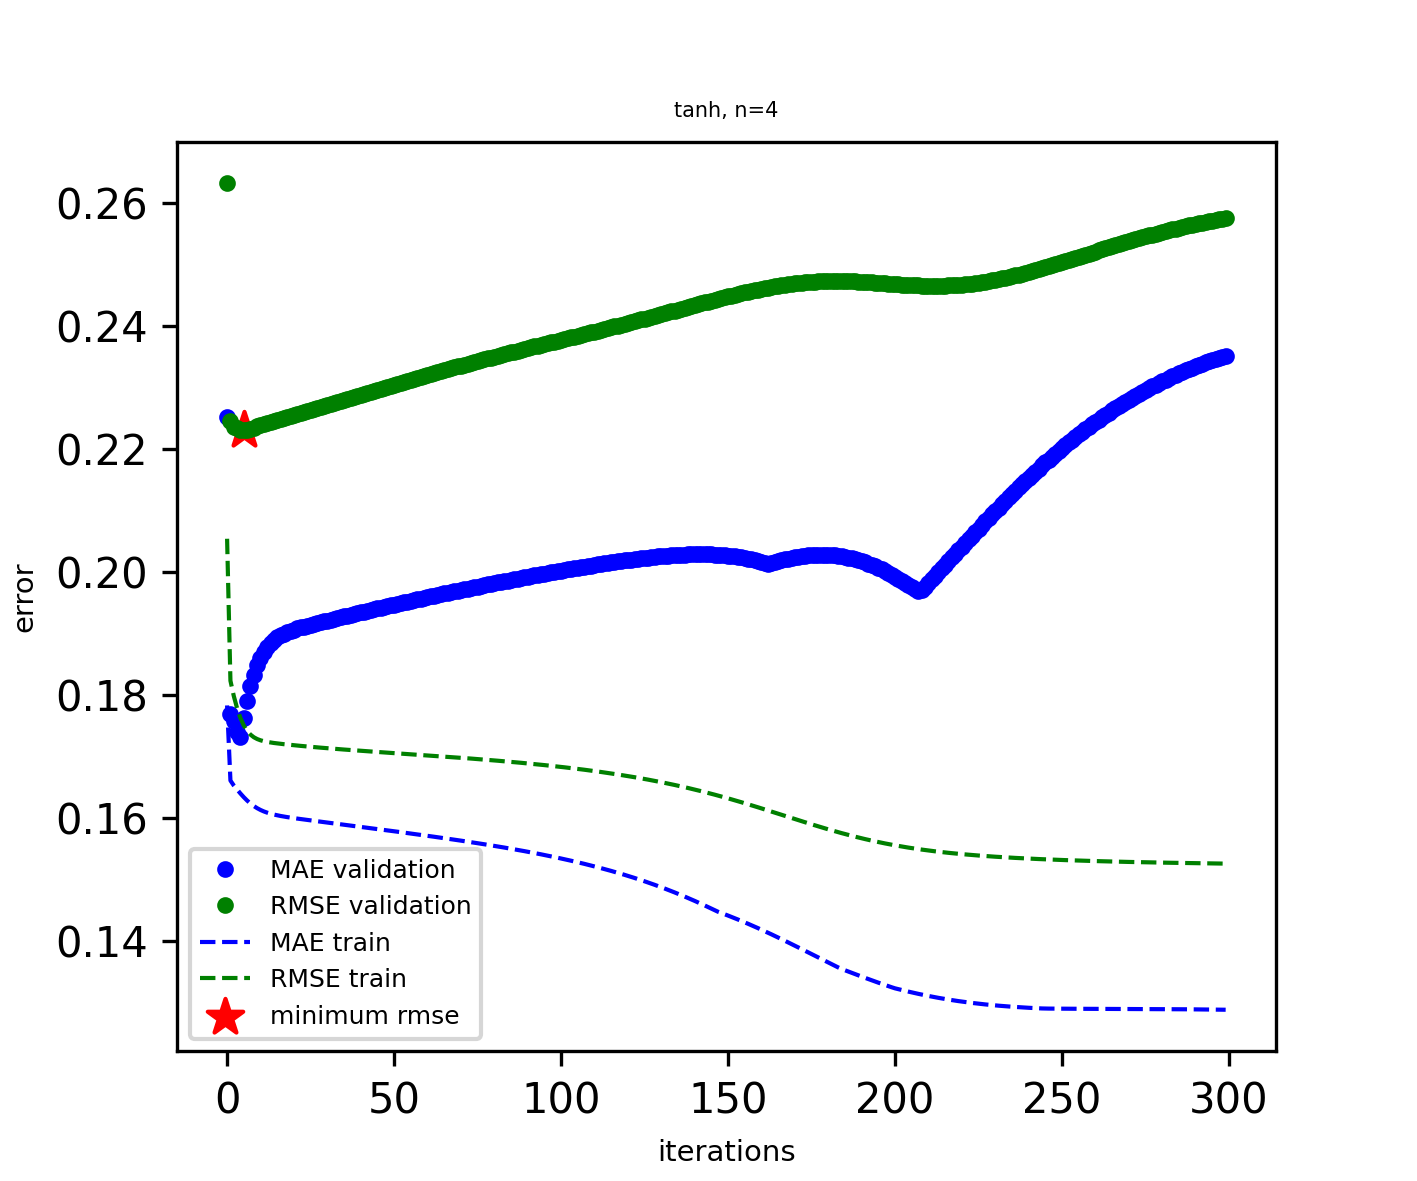 tanh, n=4
0.26
0.24
0.22
0.20
0.18
0.16
0.14
error
MAE validation
RMSE validation
MAE train
RMSE train
minimum rmse
0 50 100 150 200 250 300
iterations